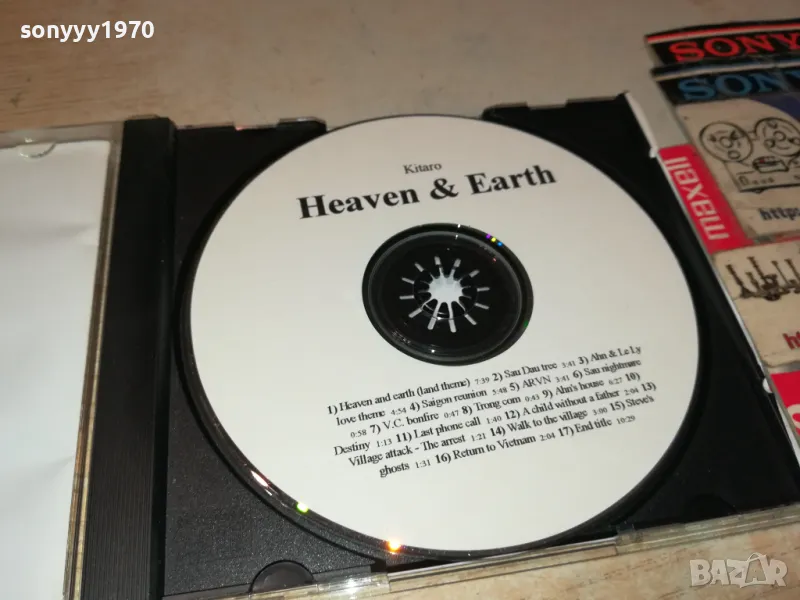 sonyyy1970
SONY
SONY
maxell
http:
Kitaro
Heaven & Earth
1) Heaven and earth (land theme) 7:39 2) Sau Dau tree 3:41 3) Ahn & Le Ly
love theme 4:54 4) Saigon reunion 5:48 5) ARVN 3:41 6) Sau nightmare
0:58 7) V.C. bonfire 0:47 8) Trong com 0:43 9) Ahn's house 6:27 10)
Destiny 1:13 11) Last phone call 1:40 12) A child without a father 2:04 13)
Village attack - The arrest 1:21 14) Walk to the village 3:00 15) Steve's
ghosts 1:31 16) Return to Vietnam 2:04 17) End title 10:29
BAZAR